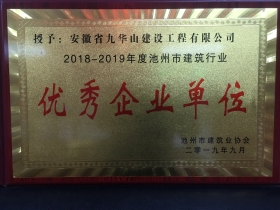 授予：安徽省九华山建设工程有限公司
2018-2019年度池州市建筑行业
优秀企业单位
池州市建筑业协会
二零一九年九月